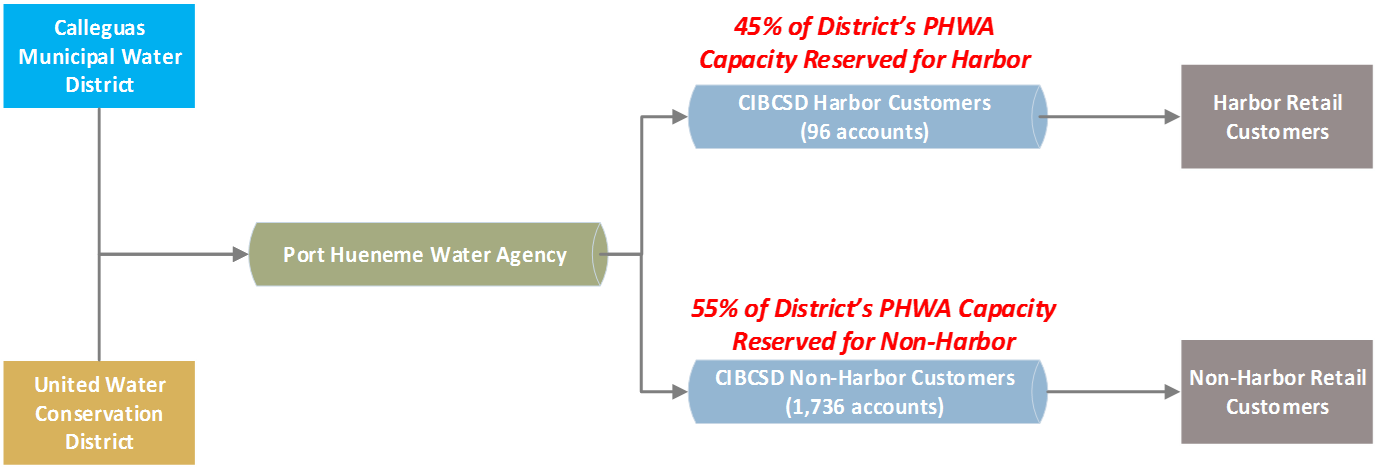 Calleguas
Municipal Water
District
United Water
Conservation
District
Port Hueneme Water Agency
45% of District's PHWA
Capacity Reserved for Harbor
CIBCSD Harbor Customers
(96 accounts)
Harbor Retail
Customers
55% of District's PHWA Capacity
Reserved for Non-Harbor
CIBCSD Non-Harbor Customers
(1,736 accounts)
Non-Harbor Retail
Customers